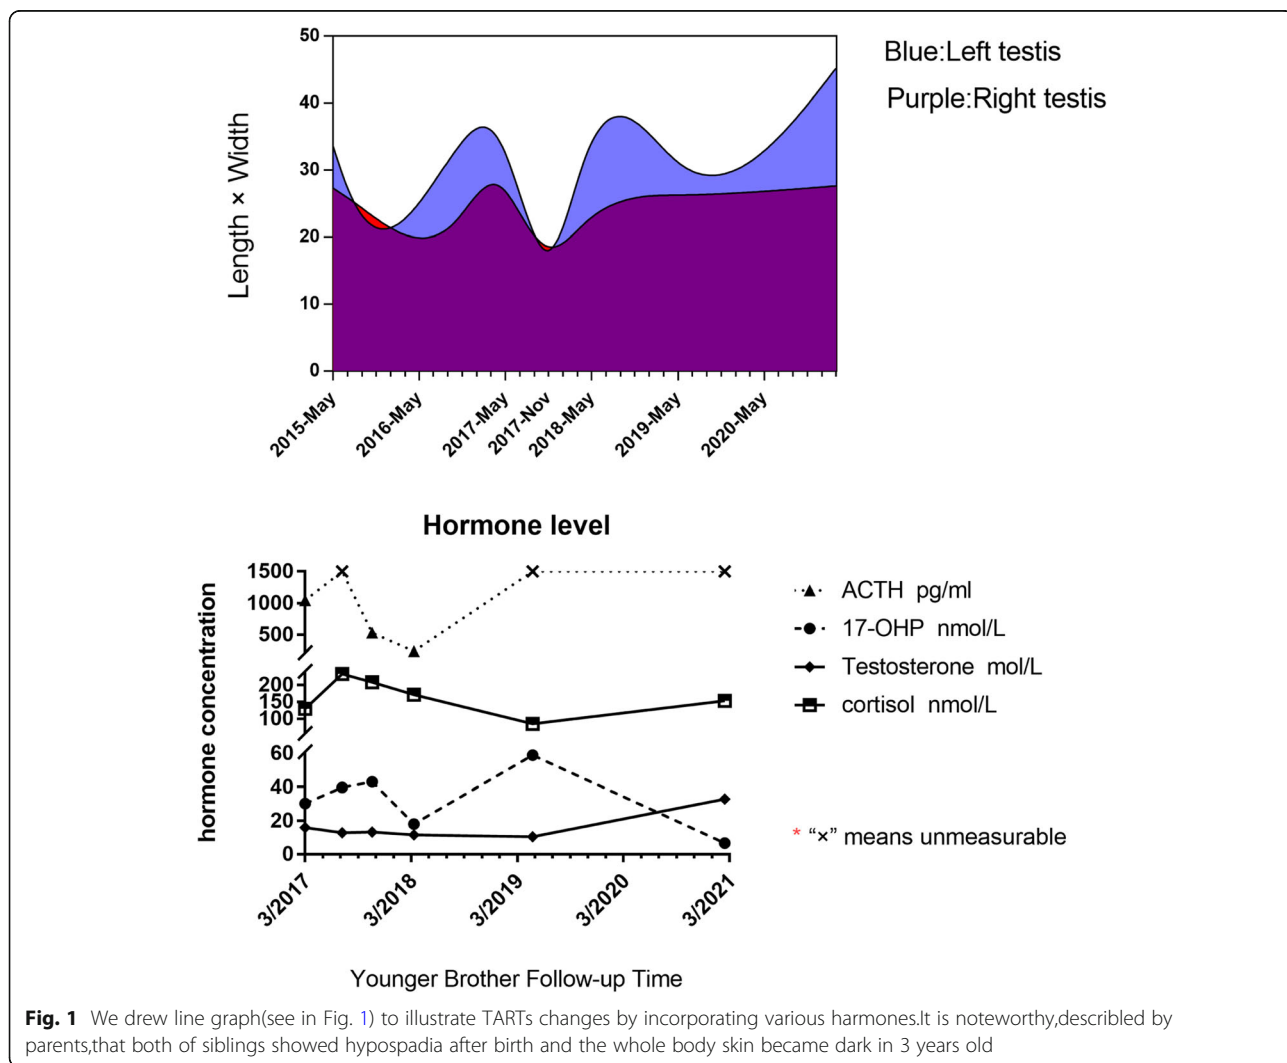 50
40
30
20
10
0
Length × Width
2015-May
2016-May
2017-May
2017-Nov
2018-May
2019-May
2020-May
Blue:Left testis
Purple:Right testis
Hormone level
1500
1000
500
200
150
100
60
40
20
0
hormone concentration
3/2017
3/2018
3/2019
3/2020
3/2021
Younger Brother Follow-up Time
ACTH pg/ml
17-OHP nmol/L
Testosterone mol/L
cortisol nmol/L
* “×” means unmeasurable
Fig. 1 We drew line graph(see in Fig. 1) to illustrate TARTs changes by incorporating various harmones.It is noteworthy,describled by
parents,that both of siblings showed hypospadia after birth and the whole body skin became dark in 3 years old